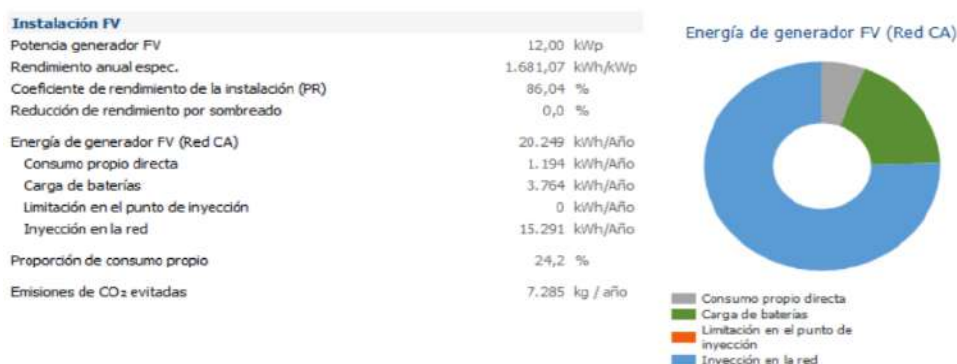 Instalación FV
Potencia generador FV 12,00 kWp
Rendimiento anual espec. 1.681,07 kWh/kWp
Coeficiente de rendimiento de la instalación (PR) 86,04 %
Reducción de rendimiento por sombreado 0,0 %
Energía de generador FV (Red CA) 20.249 kWh/Año
Consumo propio directa 1.194 kWh/Año
Carga de baterías 3.764 kWh/Año
Limitación en el punto de inyección 0 kWh/Año
Inyección en la red 15.291 kWh/Año
Proporción de consumo propio 24,2 %
Emisiones de CO₂ evitadas 7.285 kg / año
Energía de generador FV (Red CA)
Consumo propio directa
Carga de baterías
Limitación en el punto de
inyección
Inyección en la red